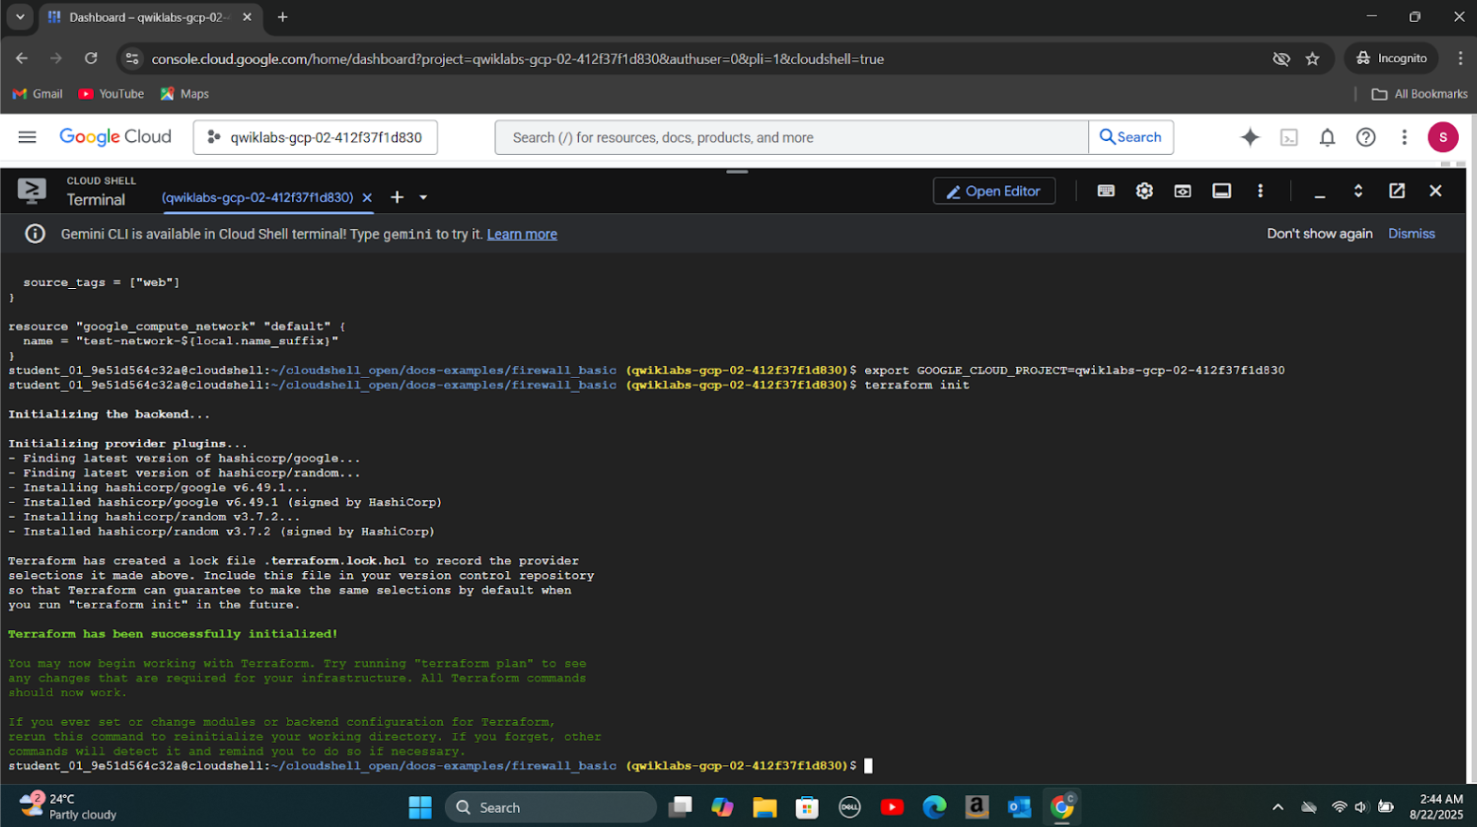 Dashboard – qwiklabs-gcp-02-
console.cloud.google.com/home/dashboard?project=qwiklabs-gcp-02-412f37f1d830&authuser=0&pli=1&cloudshell=true
Incognito
Gmail
YouTube
Maps
All Bookmarks
Google Cloud
qwiklabs-gcp-02-412f37f1d830
Search (/) for resources, docs, products, and more
Search
S
CLOUD SHELL
Terminal
(qwiklabs-gcp-02-412f37f1d830)
Open Editor
Gemini CLI is available in Cloud Shell terminal! Type gemini to try it. Learn more
Don't show again
Dismiss
source_tags = ["web"]
}
resource "google_compute_network" "default" {
name = "test-network-${local.name_suffix}"
}
student_01_9e51d564c32a@cloudshell:~/cloudshell_open/docs-examples/firewall_basic (qwiklabs-gcp-02-412f37f1d830)$ export GOOGLE_CLOUD_PROJECT=qwiklabs-gcp-02-412f37f1d830
student_01_9e51d564c32a@cloudshell:~/cloudshell_open/docs-examples/firewall_basic (qwiklabs-gcp-02-412f37f1d830)$ terraform init
Initializing the backend...
Initializing provider plugins...
- Finding latest version of hashicorp/google...
- Finding latest version of hashicorp/random...
- Installing hashicorp/google v6.49.1...
- Installed hashicorp/google v6.49.1 (signed by HashiCorp)
- Installing hashicorp/random v3.7.2...
- Installed hashicorp/random v3.7.2 (signed by HashiCorp)
Terraform has created a lock file .terraform.lock.hcl to record the provider
selections it made above. Include this file in your version control repository
so that Terraform can guarantee to make the same selections by default when
you run "terraform init" in the future.
Terraform has been successfully initialized!
You may now begin working with Terraform. Try running "terraform plan" to see
any changes that are required for your infrastructure. All Terraform commands
should now work.
If you ever set or change modules or backend configuration for Terraform,
rerun this command to reinitialize your working directory. If you forget, other
commands will detect it and remind you to do so if necessary.
student_01_9e51d564c32a@cloudshell:~/cloudshell_open/docs-examples/firewall_basic (qwiklabs-gcp-02-412f37f1d830)$
2
24°C
Partly cloudy
Search
DELL
C
2:44 AM
8/22/2025